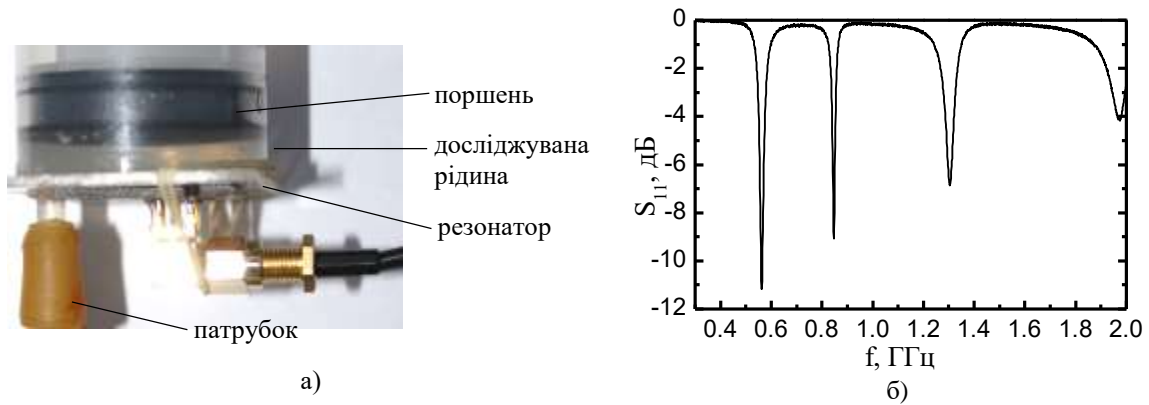 поршень
досліджувана
рідина
резонатор
патрубок
а)
0
-2
-4
-6
-8
-10
-12
S11, дБ
0.4 0.6 0.8 1.0 1.2 1.4 1.6 1.8 2.0
f, ГГц
б)